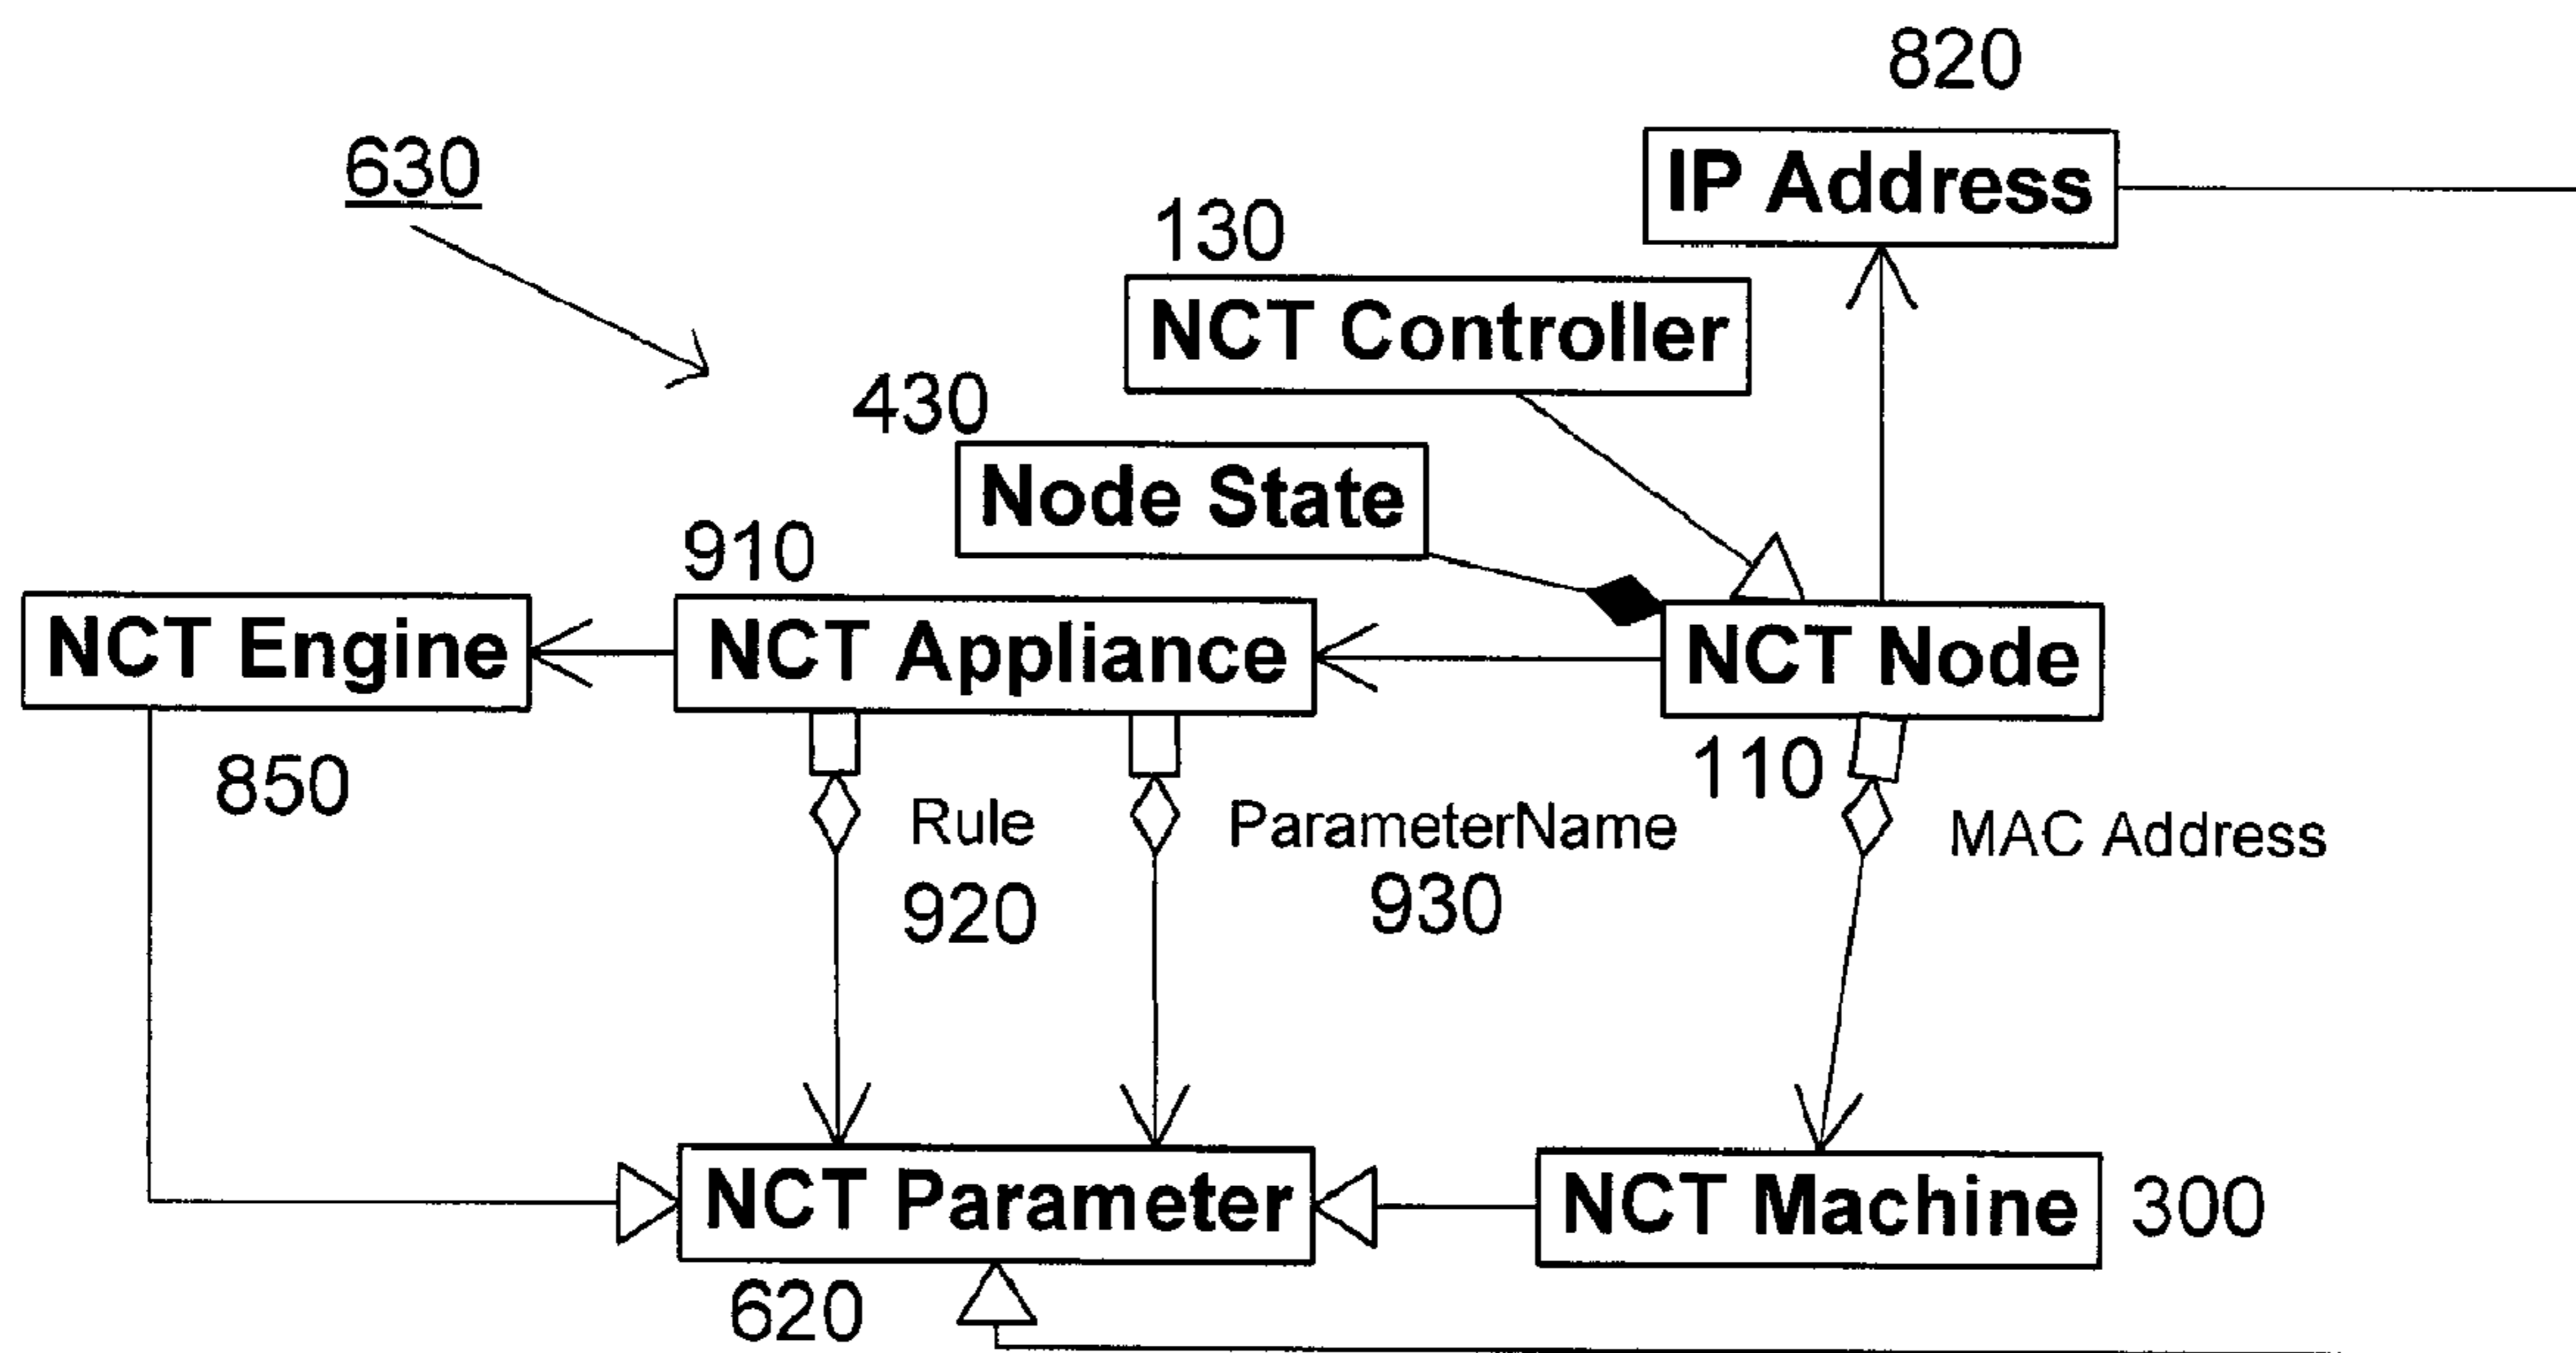 820
630
IP Address
130
NCT Controller
430
Node State
910
NCT Engine
NCT Appliance
NCT Node
850
110
Rule
ParameterName
MAC Address
920
930
NCT Parameter
NCT Machine
300
620